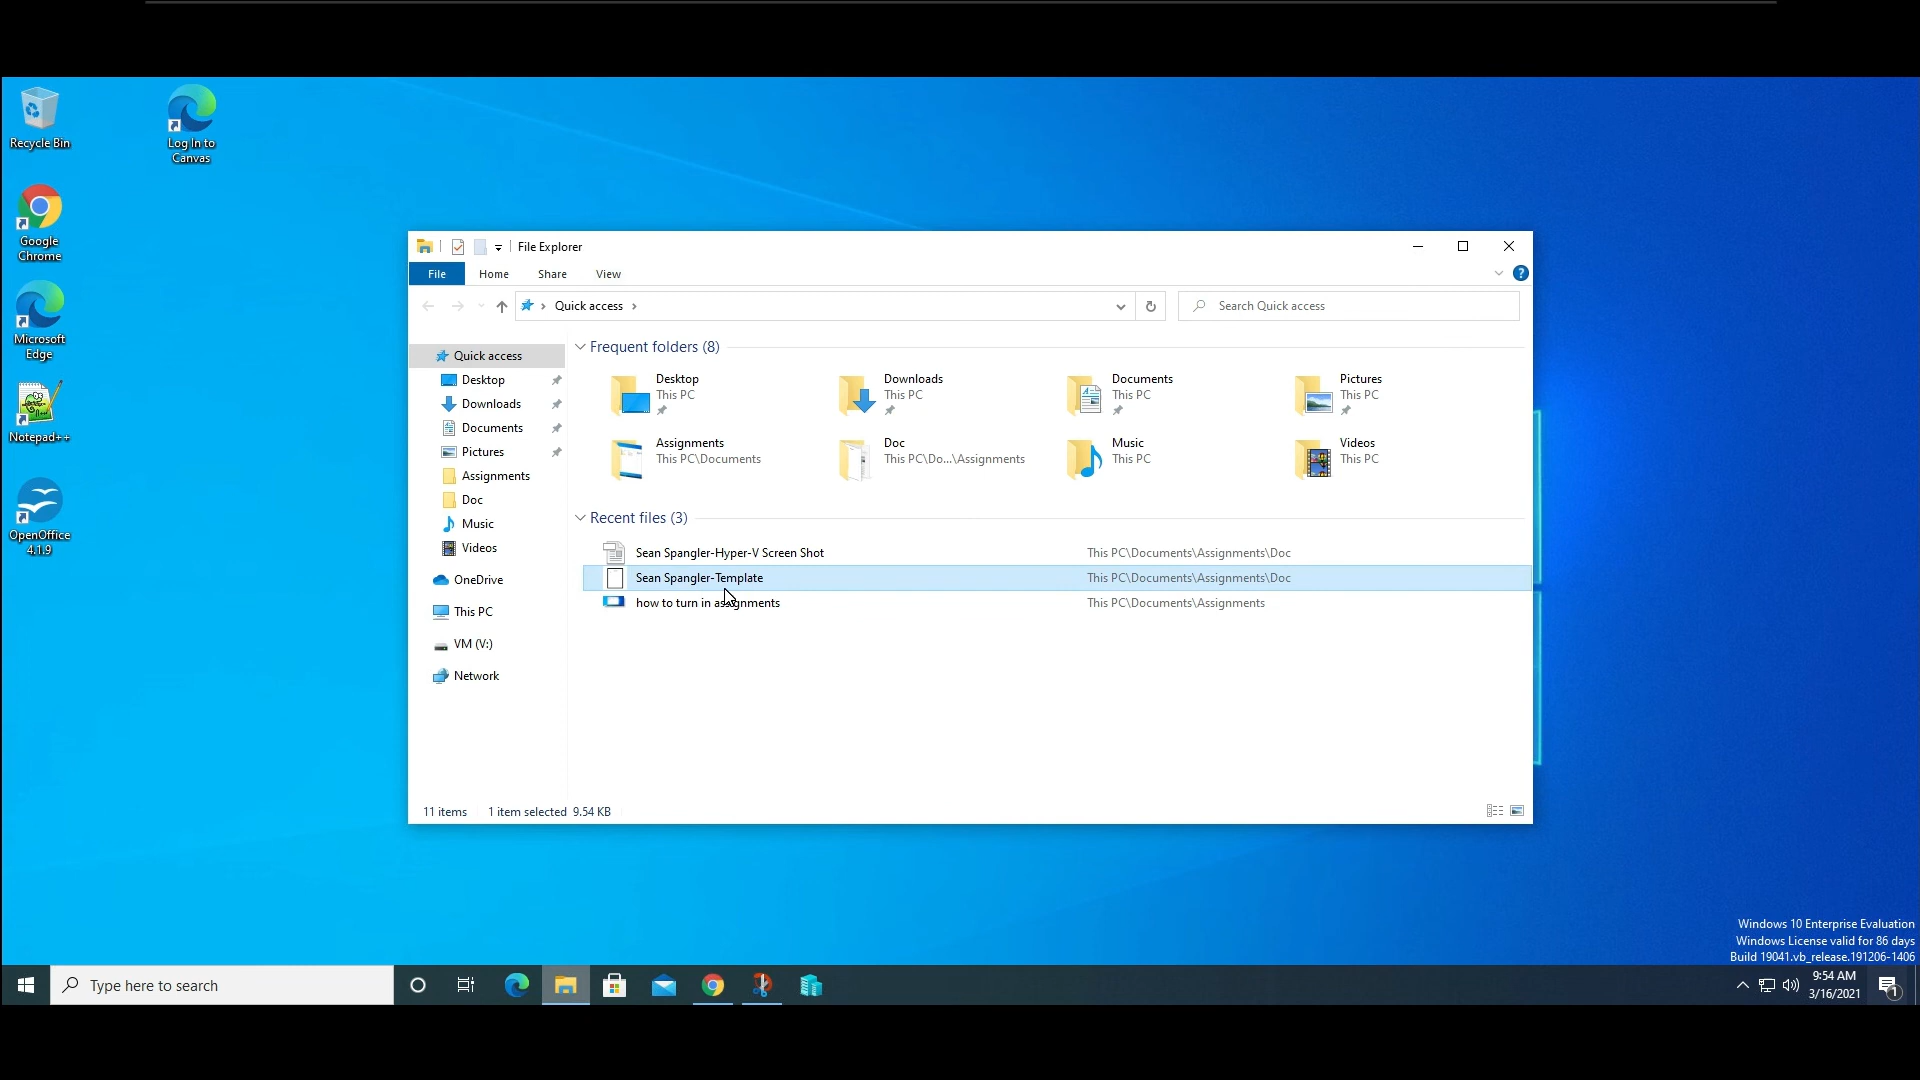 Recycle Bin
Log In to
Canvas
Google
Chrome
Microsoft
Edge
Notepad++
OpenOffice
4.1.9
File Explorer
File
Home
Share
View
?
Quick access
Search Quick access
Quick access
Desktop
Downloads
Documents
Pictures
Assignments
Doc
Music
Videos
OneDrive
This PC
VM (V:)
Network
Frequent folders (8)
Desktop
This PC
Downloads
This PC
Documents
This PC
Pictures
This PC
Assignments
This PC\Documents
Doc
This PC\Do...\Assignments
Music
This PC
Videos
This PC
Recent files (3)
Sean Spangler-Hyper-V Screen Shot
This PC\Documents\Assignments\Doc
Sean Spangler-Template
This PC\Documents\Assignments\Doc
how to turn in assignments
This PC\Documents\Assignments
11 items
1 item selected 9.54 KB
Windows 10 Enterprise Evaluation
Windows License valid for 86 days
Build 19041.vb_release.191206-1406
Type here to search
9:54 AM
3/16/2021
1